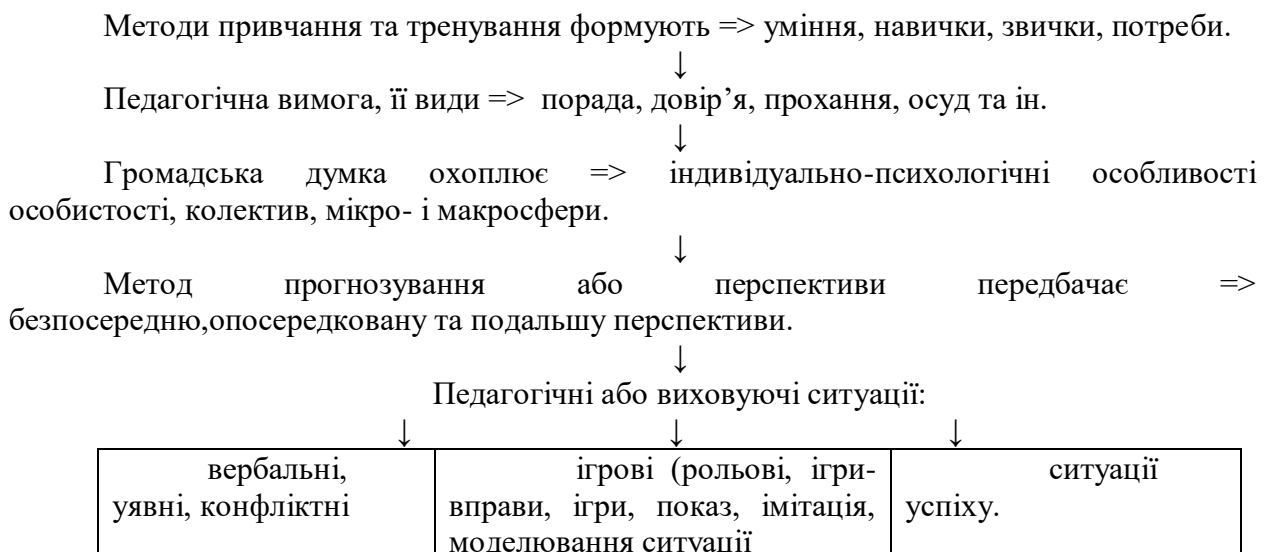 Методи привчання та тренування формують => уміння, навички, звички, потреби.
↓
Педагогічна вимога, її види => порада, довір’я, прохання, осуд та ін.
↓
Громадська думка охоплює => індивідуально-психологічні особливості
особистості, колектив, мікро- і макросфери.
↓
Метод прогнозування або перспективи передбачає =>
безпосередню,опосередковану та подальшу перспективи.
↓
Педагогічні або виховуючі ситуації:
↓ ↓ ↓
вербальні,
уявні, конфліктні
ігрові (рольові, ігри-
вправи, ігри, показ, імітація,
моделювання ситуації
ситуації
успіху.